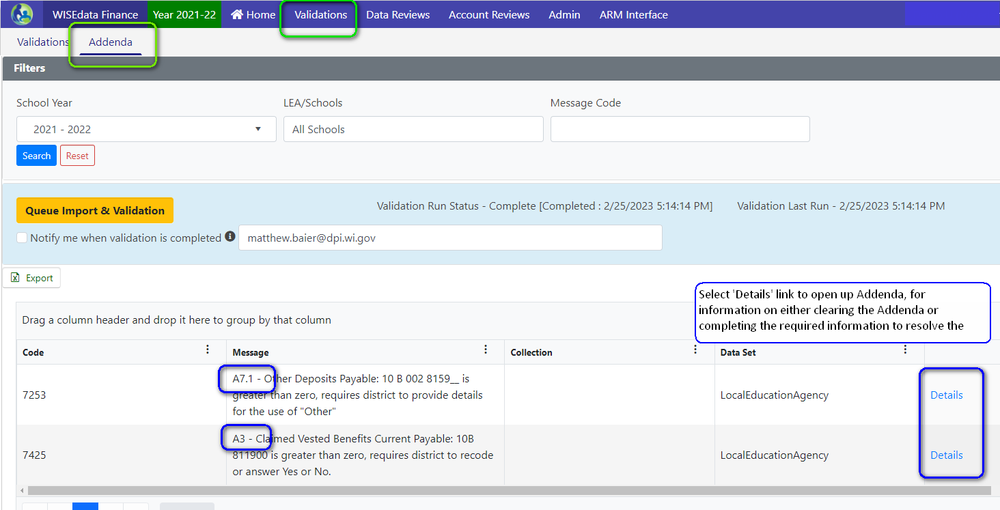 WISEdata Finance Year 2021-22 Home Validations Data Reviews Account Reviews Admin ARM Interface
Validations Addenda
Filters
School Year LEA/Schools Message Code
2021 - 2022 All Schools
Search Reset
Queue Import & Validation Validation Run Status - Complete [Completed : 2/25/2023 5:14:14 PM] Validation Last Run - 2/25/2023 5:14:14 PM
Notify me when validation is completed matthew.baier@dpi.wi.gov
Export
Select 'Details' link to open up Addenda, for
information on either clearing the Addenda or
completing the required information to resolve the
Drag a column header and drop it here to group by that column
Code Message Collection Data Set
A7.1 - Other Deposits Payable: 10 B 002 8159__ is
7253 greater than zero, requires district to provide details LocalEducationAgency Details
for the use of "Other"
A3 - Claimed Vested Benefits Current Payable: 10B
7425 811900 is greater than zero, requires district to recode LocalEducationAgency Details
or answer Yes or No.